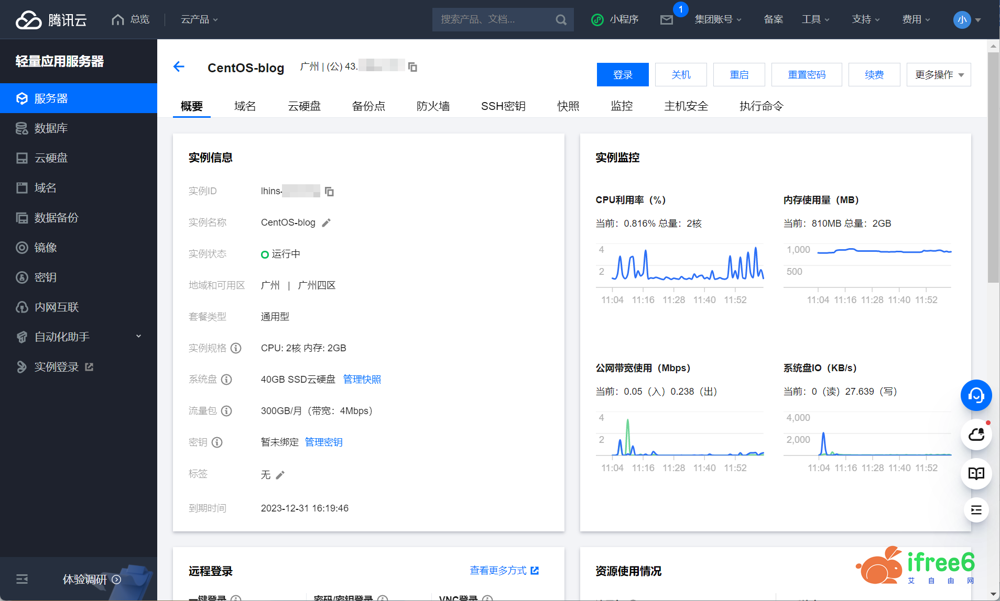 腾讯云 总览 云产品 搜索产品、文档... 小程序 1 集团账号 备案 工具 支持 费用 小
轻量应用服务器
服务器
数据库
云硬盘
域名
数据备份
镜像
密钥
内网互联
自动化助手
实例登录
体验调研
CentOS-blog 广州 | (公) 43.
登录 关机 重启 重置密码 续费 更多操作
概要 域名 云硬盘 备份点 防火墙 SSH密钥 快照 监控 主机安全 执行命令
实例信息
实例ID lhins-
实例名称 CentOS-blog
实例状态 运行中
地域和可用区 广州 | 广州四区
套餐类型 通用型
实例规格 CPU: 2核 内存: 2GB
系统盘 40GB SSD云硬盘 管理快照
流量包 300GB/月（带宽：4Mbps）
密钥 暂未绑定 管理密钥
标签 无
到期时间 2023-12-31 16:19:46
实例监控
CPU利用率（%）
当前：0.816% 总量：2核
4
2
11:04 11:16 11:28 11:40 11:52
内存使用量（MB）
当前：810MB 总量：2GB
1,000
500
11:04 11:16 11:28 11:40 11:52
公网带宽使用（Mbps）
当前：0.05（入）0.238（出）
4
2
11:04 11:16 11:28 11:40 11:52
系统盘IO（KB/s）
当前：0（读）27.639（写）
4,000
2,000
11:04 11:16 11:28 11:40 11:52
远程登录 查看更多方式
一键登录 密码/密钥登录 VNC登录
资源使用情况
ifree6
艾自由网